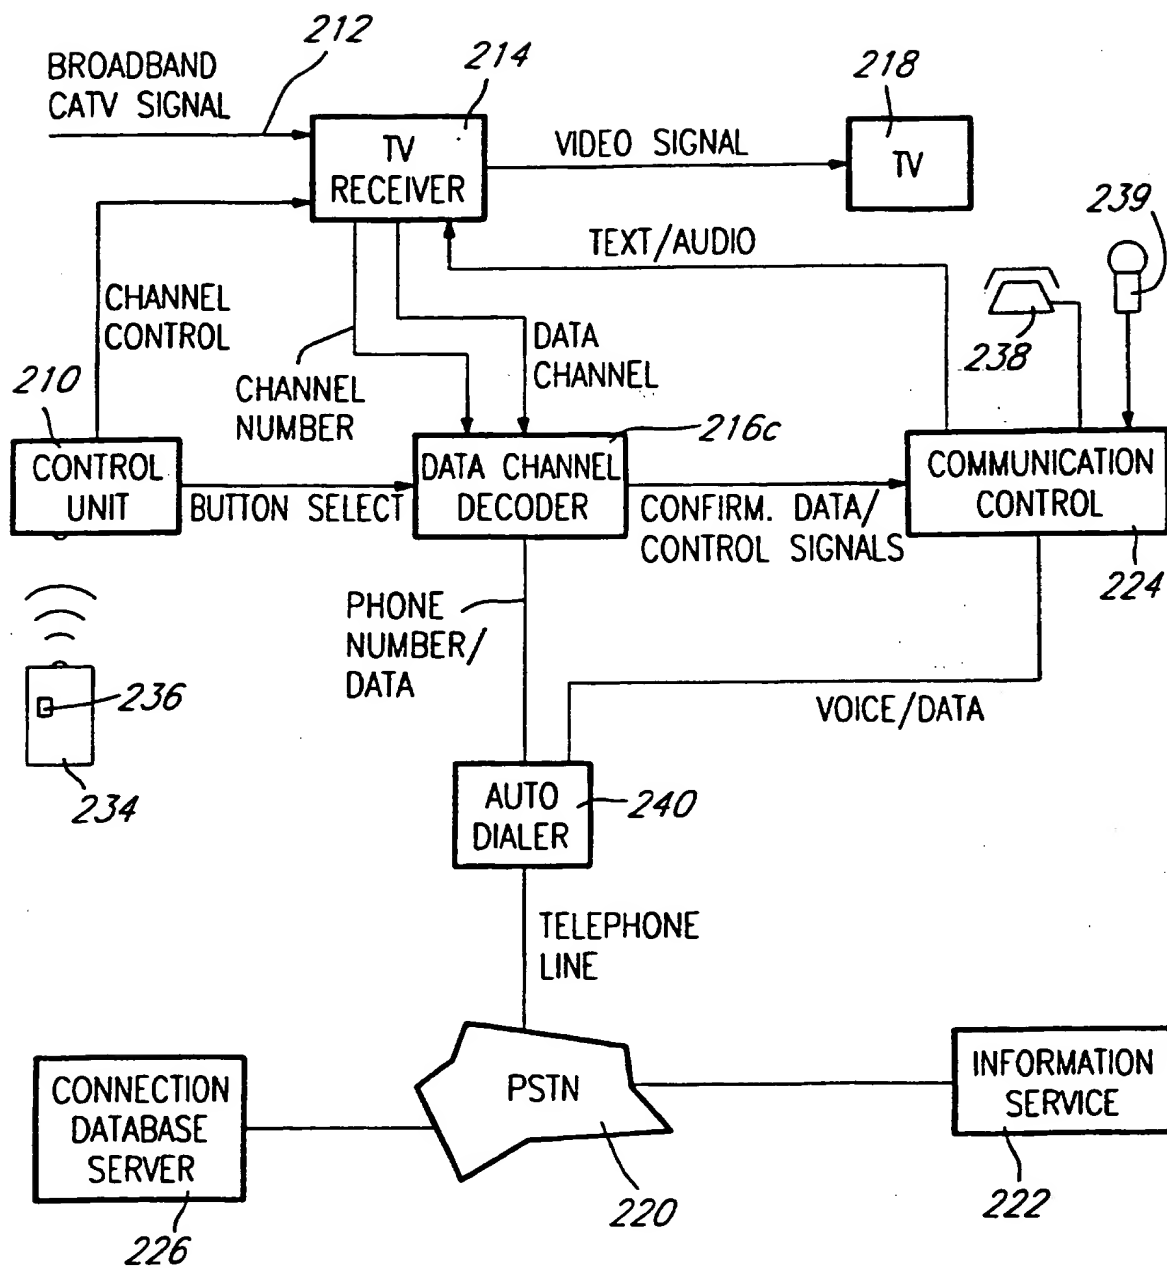 212
BROADBAND
CATV SIGNAL
214
218
TV
RECEIVER
VIDEO SIGNAL
TV
239
TEXT/AUDIO
CHANNEL
CONTROL
238
DATA
CHANNEL
210
CHANNEL
NUMBER
216c
CONTROL
UNIT
BUTTON SELECT
DATA CHANNEL
DECODER
CONFIRM. DATA/
CONTROL SIGNALS
COMMUNICATION
CONTROL
224
PHONE
NUMBER/
DATA
236
VOICE/DATA
234
AUTO
DIALER
240
TELEPHONE
LINE
CONNECTION
DATABASE
SERVER
PSTN
INFORMATION
SERVICE
226
220
222